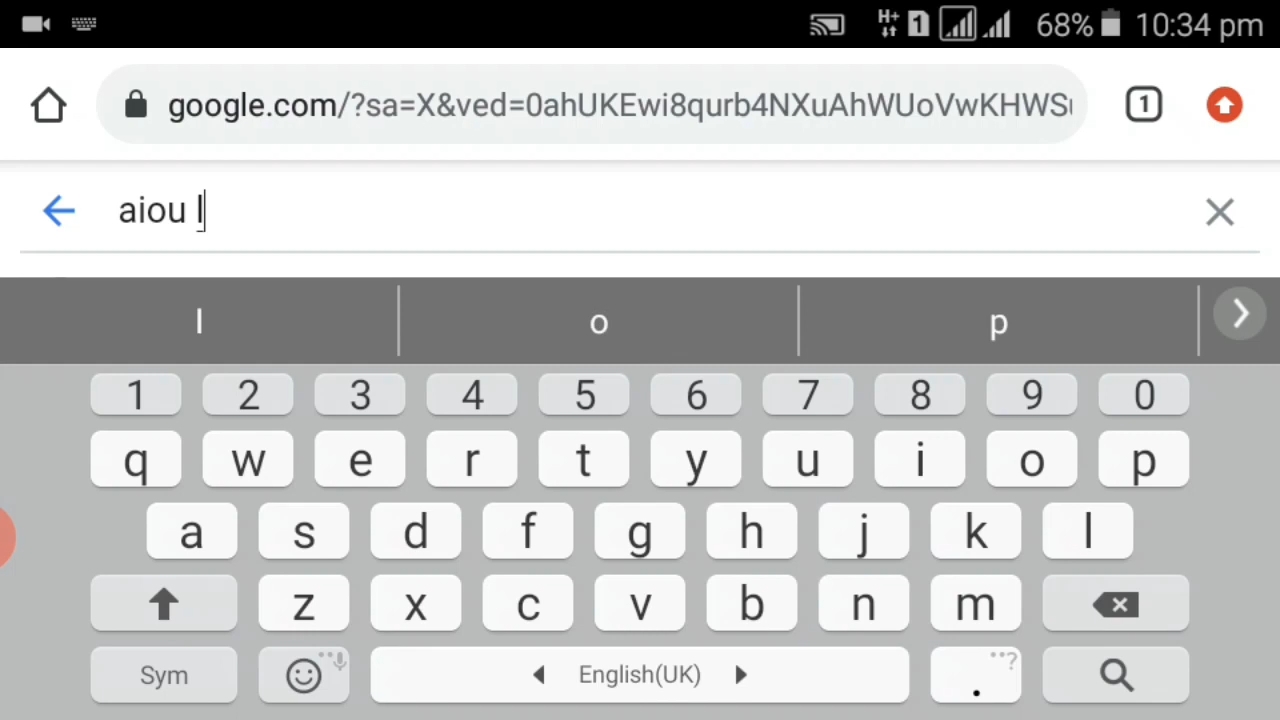 H+ 1 68% 10:34 pm
google.com/?sa=X&ved=0ahUKEwi8qurb4NXuAhWUoVwKHWS 1
aiou l
l o p
1 2 3 4 5 6 7 8 9 0
q w e r t y u i o p
a s d f g h j k l
z x c v b n m
Sym English(UK) . ?